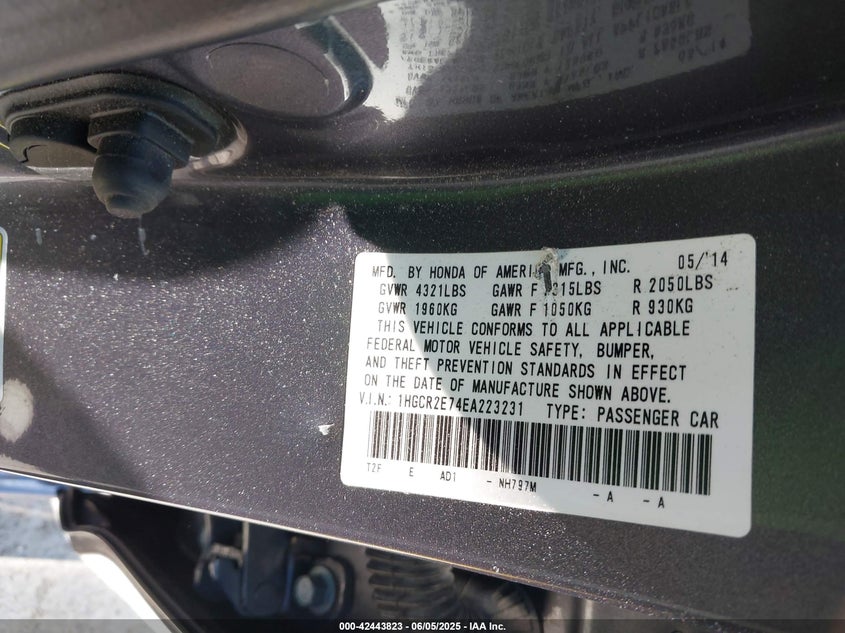 MFD. BY HONDA OF AMERI MFG., INC. 05/'14
GVWR 4321LBS GAWR F 315LBS R 2050LBS
GVWR 1960KG GAWR F 1050KG R 930KG
THIS VEHICLE CONFORMS TO ALL APPLICABLE
FEDERAL MOTOR VEHICLE SAFETY, BUMPER,
AND THEFT PREVENTION STANDARDS IN EFFECT
ON THE DATE OF MANUFACTURE SHOWN ABOVE.
V.I.N.: 1HGCR2E74EA223231 TYPE: PASSENGER CAR
T2F E AD1 - NH797M - A - A
000-42443823 - 06/05/2025 - IAA Inc.